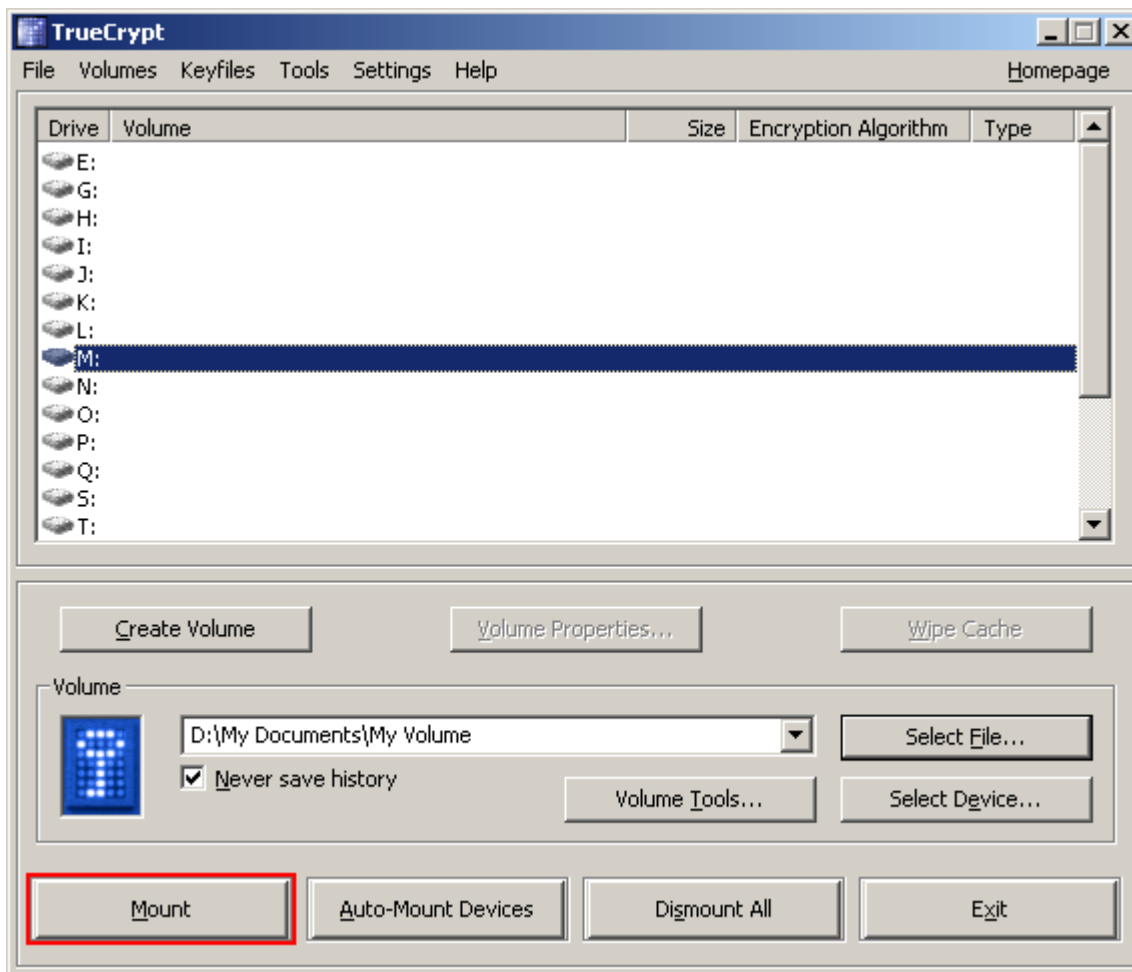 TrueCrypt
File Volumes Keyfiles Tools Settings Help Homepage
Drive Volume Size Encryption Algorithm Type
E:
G:
H:
I:
J:
K:
L:
M:
N:
O:
P:
Q:
S:
T:
Create Volume Volume Properties... Wipe Cache
Volume
D:\My Documents\My Volume Select File...
Never save history
Volume Tools... Select Device...
Mount Auto-Mount Devices Dismount All Exit